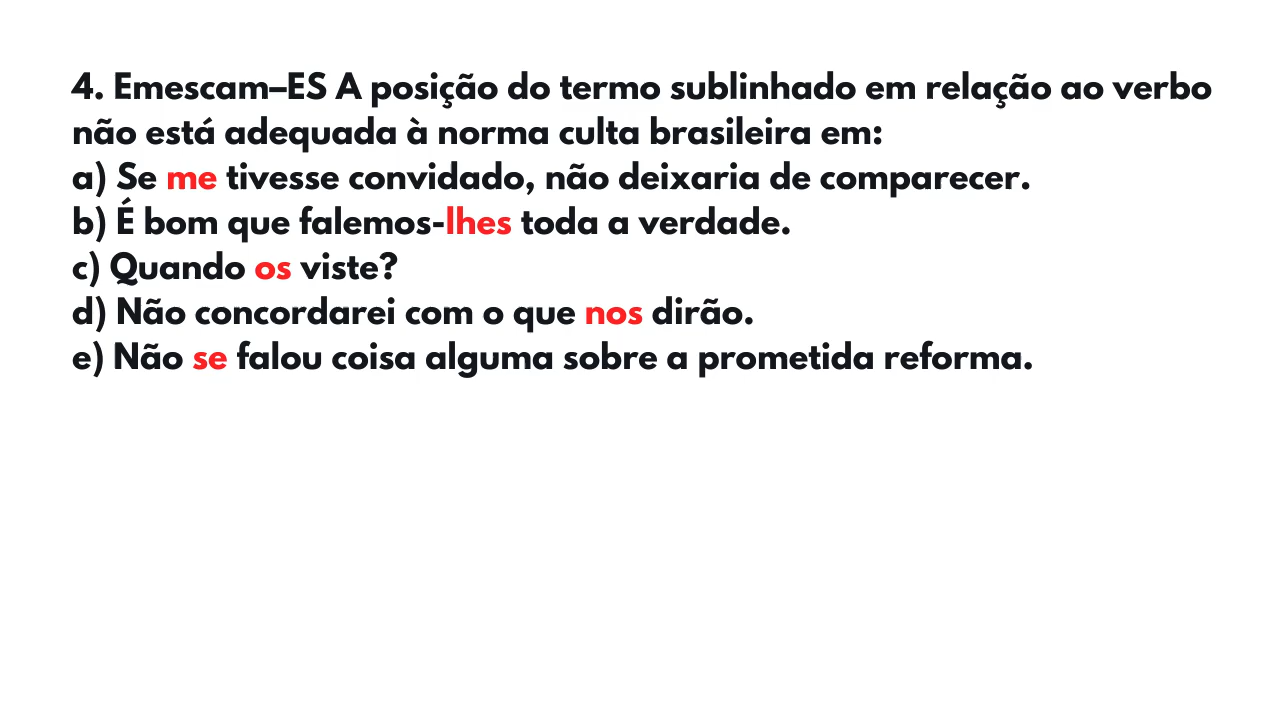 4. Emescam–ES A posição do termo sublinhado em relação ao verbo
não está adequada à norma culta brasileira em:
a) Se me tivesse convidado, não deixaria de comparecer.
b) É bom que falemos-lhes toda a verdade.
c) Quando os viste?
d) Não concordarei com o que nos dirão.
e) Não se falou coisa alguma sobre a prometida reforma.